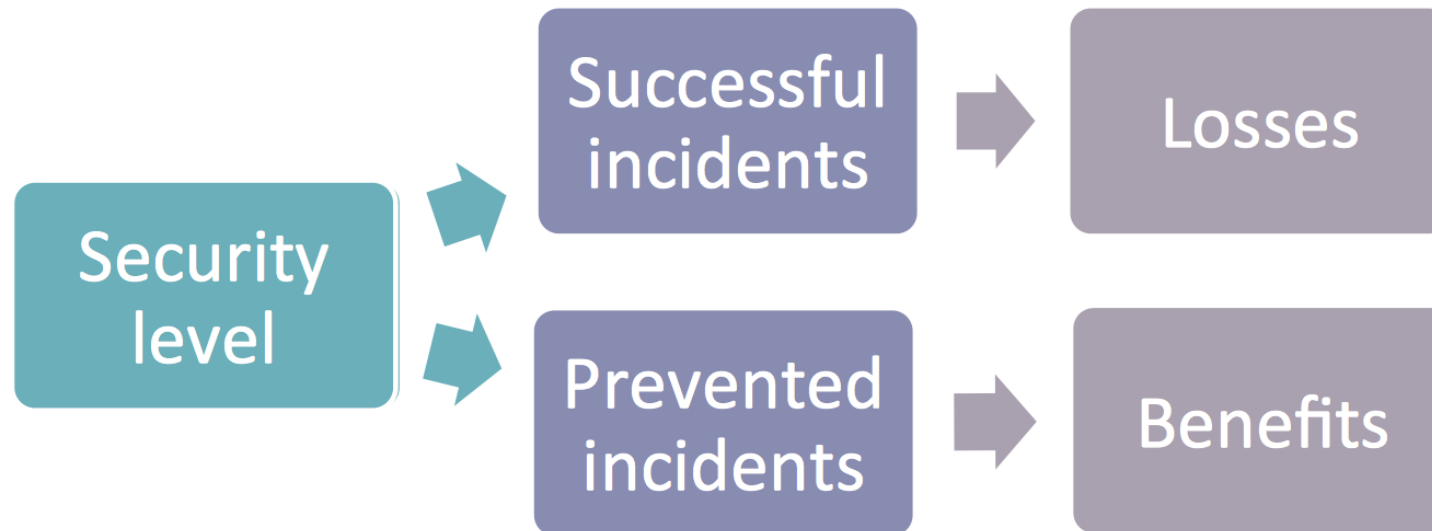 Security
level
Successful
incidents
Losses
Prevented
incidents
Benefits